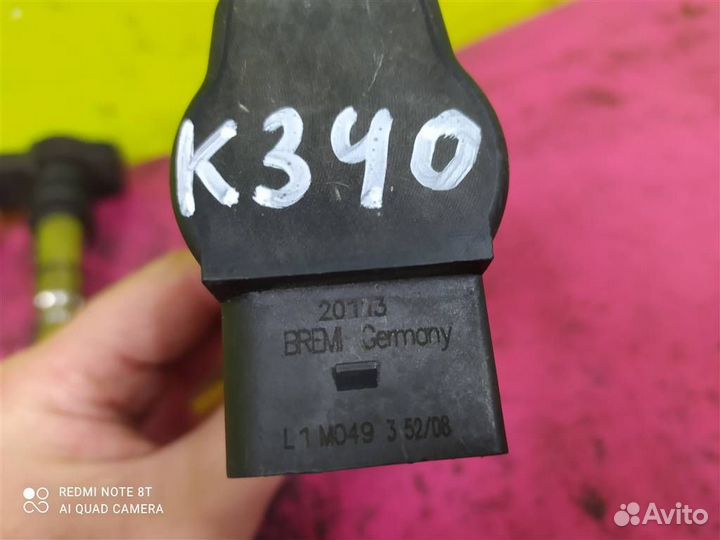 K340
20113
BREMI Germany
L1 M049 3 52/08
REDMI NOTE 8T
AI QUAD CAMERA
Avito